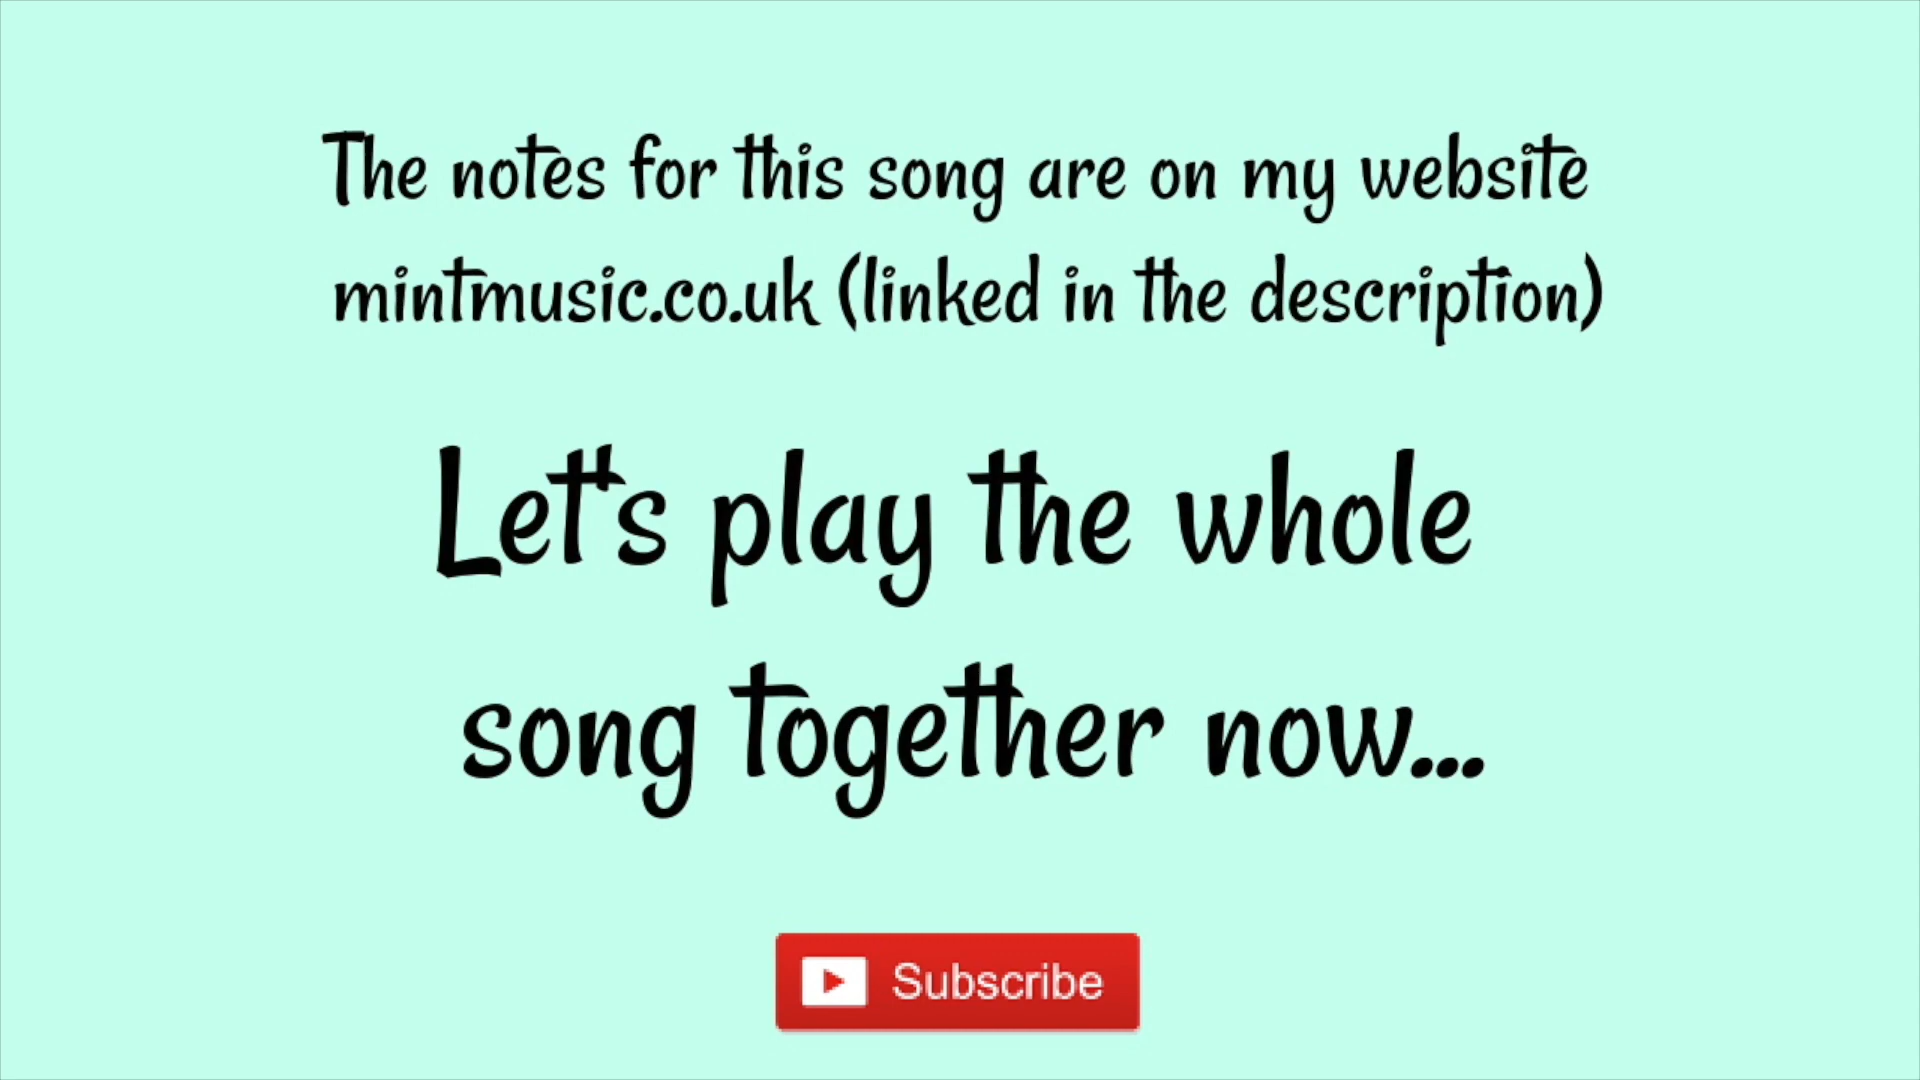 The notes for this song are on my website
mintmusic.co.uk (linked in the description)
Let's play the whole
song together now...
Subscribe